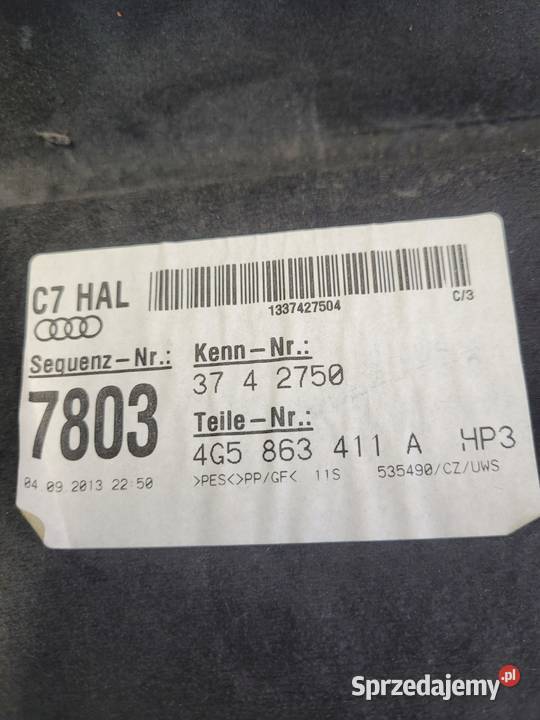 C7 HAL
1337427504
C/3
Sequenz-Nr.:
7803
Kenn-Nr.:
37 4 2750
Teile-Nr.:
4G5 863 411 A HP3
04 09.2013 22:50
>PES<>PP/GF< 11S 535490/CZ/UWS
Sprzedajemy.pl